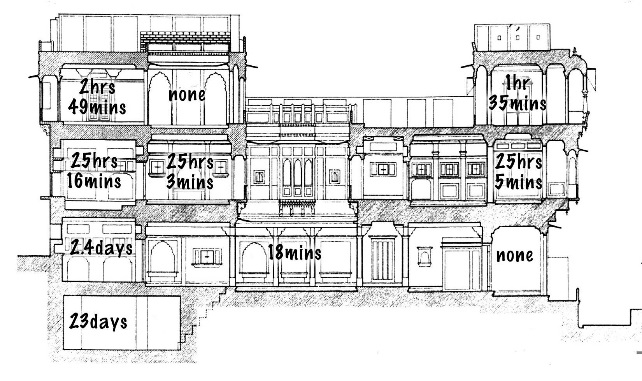 2hrs
49mins
none
1hr
35mins
25hrs
16mins
25hrs
3mins
25hrs
5mins
2.4days
18mins
none
23days